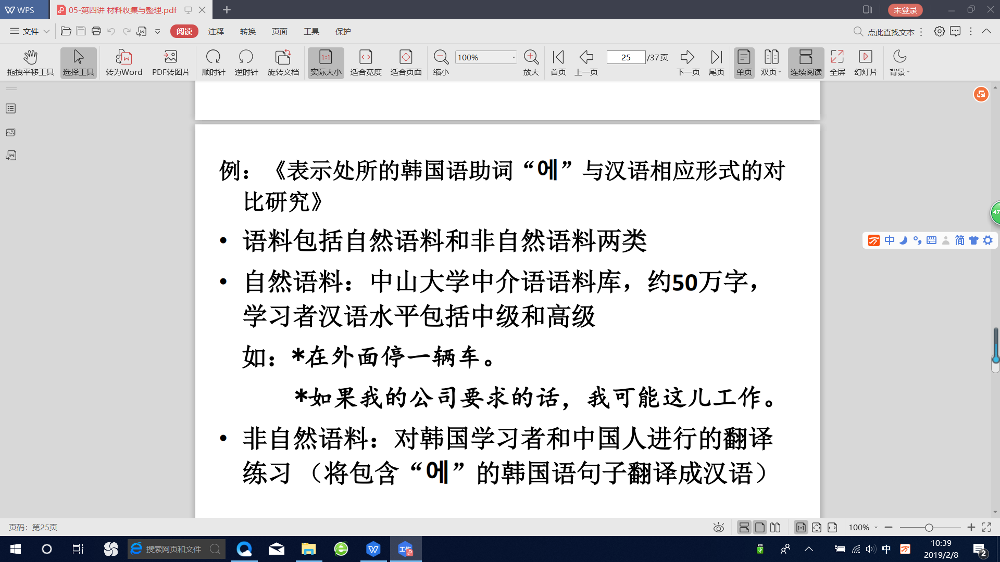 WPS
05-第四讲 材料收集与整理.pdf
未登录
文件
阅读
注释
转换
页面
工具
保护
点此查找文本
拖拽平移工具
选择工具
转为Word
PDF转图片
顺时针
逆时针
旋转文档
1:1
实际大小
适合宽度
适合页面
缩小
100%
放大
首页
上一页
25
/37页
下一页
尾页
单页
双页
连续阅读
全屏
幻灯片
背景
例：《表示处所的韩国语助词“에”与汉语相应形式的对
比研究》
• 语料包括自然语料和非自然语料两类
• 自然语料：中山大学中介语语料库，约50万字，
学习者汉语水平包括中级和高级
如：*在外面停一辆车。
*如果我的公司要求的话，我可能这儿工作。
• 非自然语料：对韩国学习者和中国人进行的翻译
练习（将包含“에”的韩国语句子翻译成汉语）
47
中
简
页码：第25页
1:1
100%
搜索网页和文件
中
10:39
2019/2/8
2